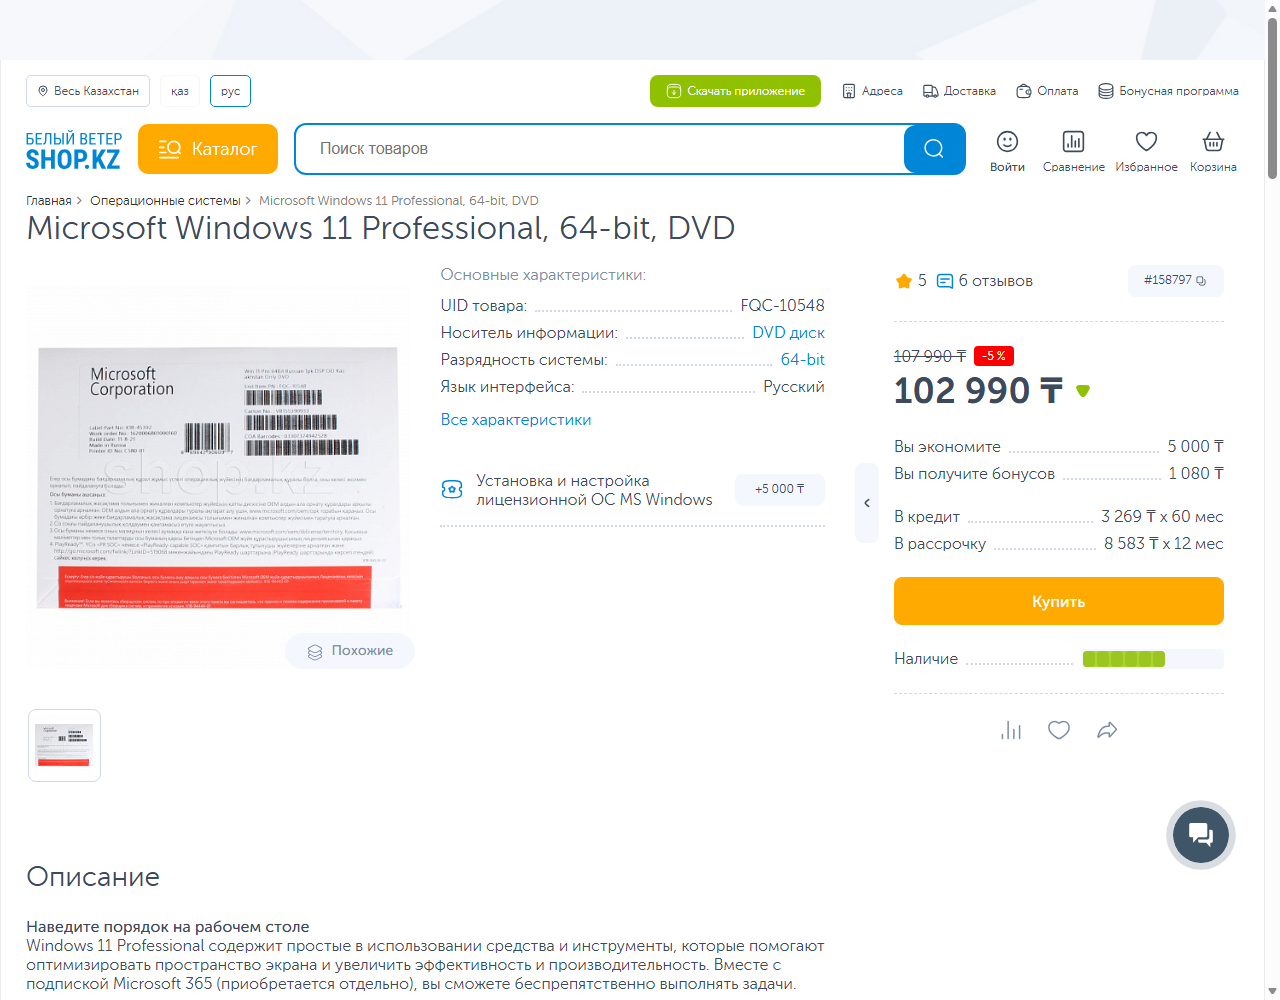 Весь Казахстан
қаз
рус
Скачать приложение
Адреса
Доставка
Оплата
Бонусная программа
БЕЛЫЙ ВЕТЕР
SHOP.KZ
Каталог
Поиск товаров
Войти
Сравнение
Избранное
Корзина
Главная
Операционные системы
Microsoft Windows 11 Professional, 64-bit, DVD
Microsoft Windows 11 Professional, 64-bit, DVD
Microsoft
Corporation
shop.kz
Похожие
Основные характеристики:
UID товара: FQC-10548
Носитель информации: DVD диск
Разрядность системы: 64-bit
Язык интерфейса: Русский
Все характеристики
Установка и настройка
лицензионной ОС MS Windows
+5 000 ₸
5
6 отзывов
#158797
107 990 ₸
-5 %
102 990 ₸
Вы экономите 5 000 ₸
Вы получите бонусов 1 080 ₸
В кредит 3 269 ₸ x 60 мес
В рассрочку 8 583 ₸ x 12 мес
Купить
Наличие
Описание
Наведите порядок на рабочем столе
Windows 11 Professional содержит простые в использовании средства и инструменты, которые помогают
оптимизировать пространство экрана и увеличить эффективность и производительность. Вместе с
подпиской Microsoft 365 (приобретается отдельно), вы сможете беспрепятственно выполнять задачи.